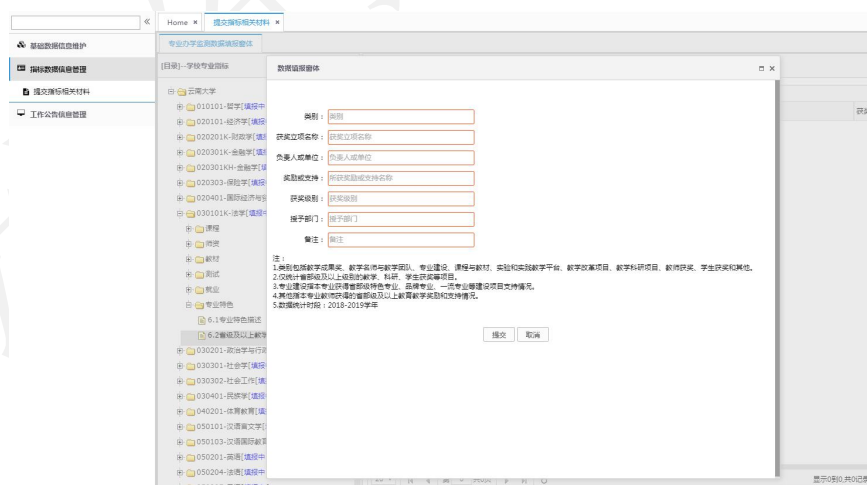 «
Home ×
提交指标相关材料 ×
基础数据信息维护
指标数据信息管理
提交指标相关材料
工作公告信息管理
专业办学监测数据填报窗体
[目录]--学校专业指标
云南大学
010101-哲学[填报中
020101-经济学[填报
020201K-财政学[填
020301K-金融学[填
020301KH-金融学[
020303-保险学[填报
020401-国际经济与
030101K-法学[填报中
课程
师资
教材
测试
就业
专业特色
6.1专业特色描述
6.2省级及以上教学
030201-政治学与行政
030301-社会学[填报
030302-社会工作[填
030401-民族学[填报
040201-体育教育[填
050101-汉语言文学[
050103-汉语国际教育
050201-英语[填报中
050204-法语[填报中
数据填报窗体
类别： 类别
获奖立项名称： 获奖立项名称
负责人或单位： 负责人或单位
奖励或支持： 所获奖励或支持名称
获奖级别： 获奖级别
授予部门： 授予部门
备注： 备注
注：
1.类别包括教学成果奖、教学名师与教学团队、专业建设、课程与教材、实验和实践教学平台、教学改革项目、教学科研项目、教师获奖、学生获奖和其他。
2.仅统计省部级及以上级别的教学、科研、学生获奖等项目。
3.专业建设指本专业获得省部级特色专业、品牌专业、一流专业等建设项目支持情况。
4.其他指本专业教师获得的省部级及以上教育教学奖励和支持情况。
5.数据统计时段：2018-2019学年
提交 取消
显示0到0,共0记